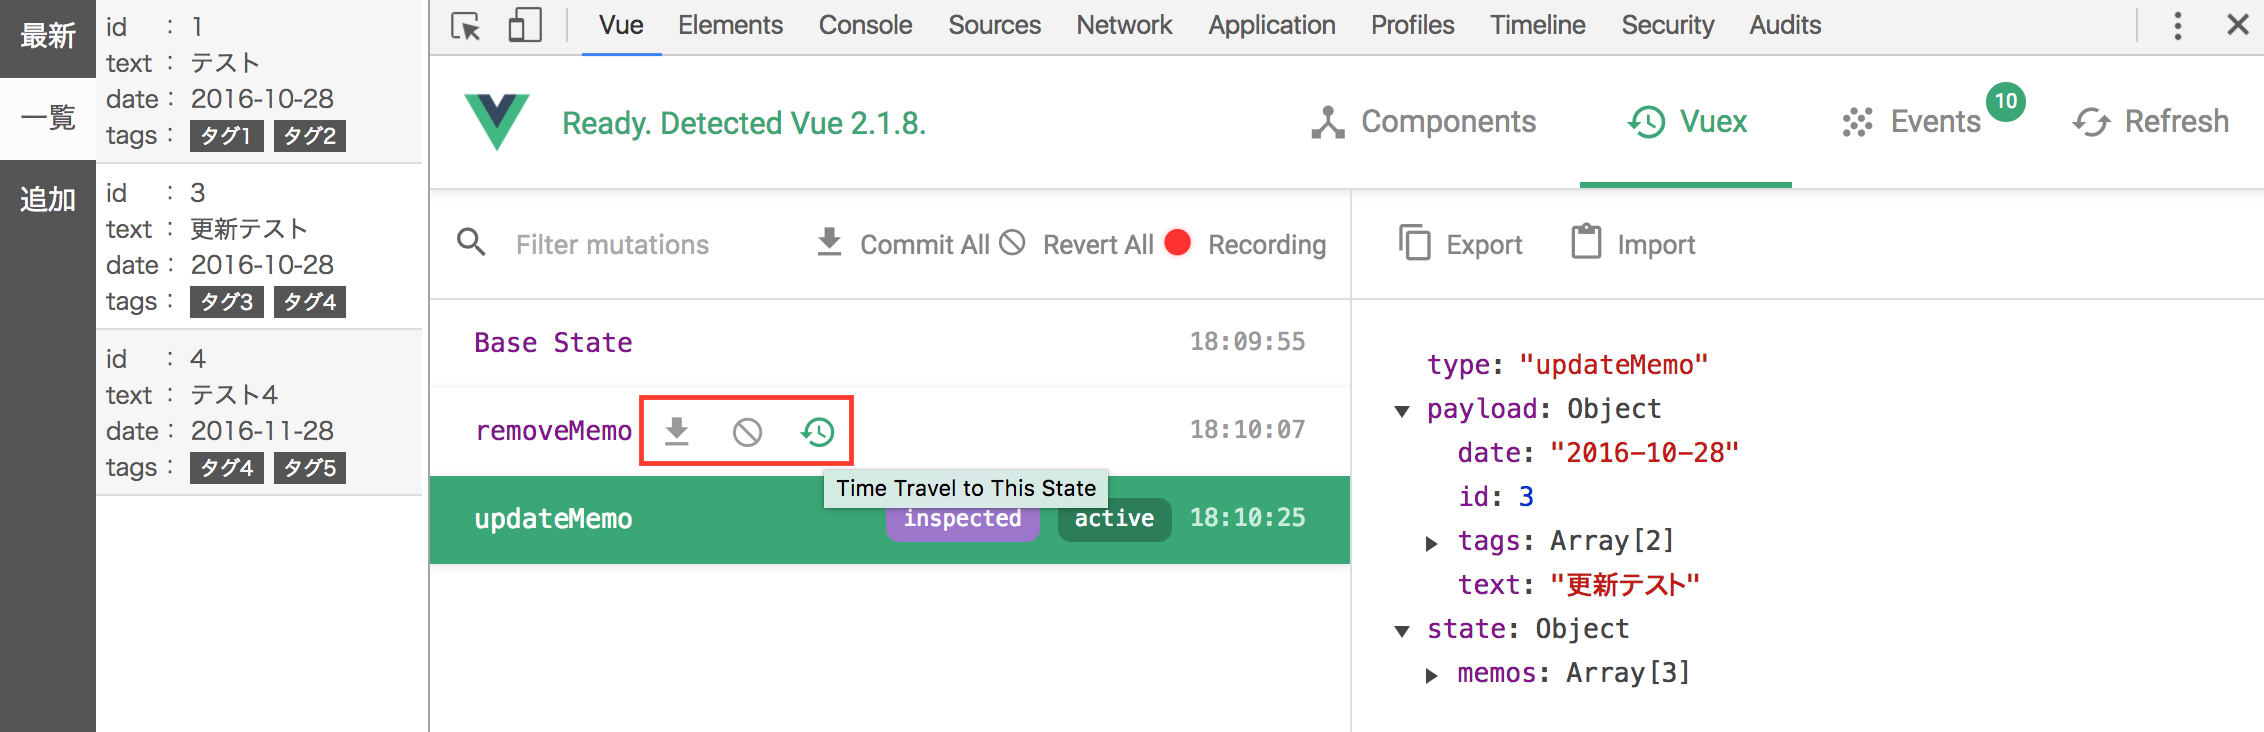 最新
一覧
追加
id : 1
text : テスト
date : 2016-10-28
tags : タグ1 タグ2
id : 3
text : 更新テスト
date : 2016-10-28
tags : タグ3 タグ4
id : 4
text : テスト4
date : 2016-11-28
tags : タグ4 タグ5
Vue Elements Console Sources Network Application Profiles Timeline Security Audits
Ready. Detected Vue 2.1.8.
Components Vuex Events 10 Refresh
Filter mutations Commit All Revert All Recording
Export Import
Base State 18:09:55
removeMemo 18:10:07
Time Travel to This State
updateMemo inspected active 18:10:25
type: "updateMemo"
payload: Object
date: "2016-10-28"
id: 3
tags: Array[2]
text: "更新テスト"
state: Object
memos: Array[3]